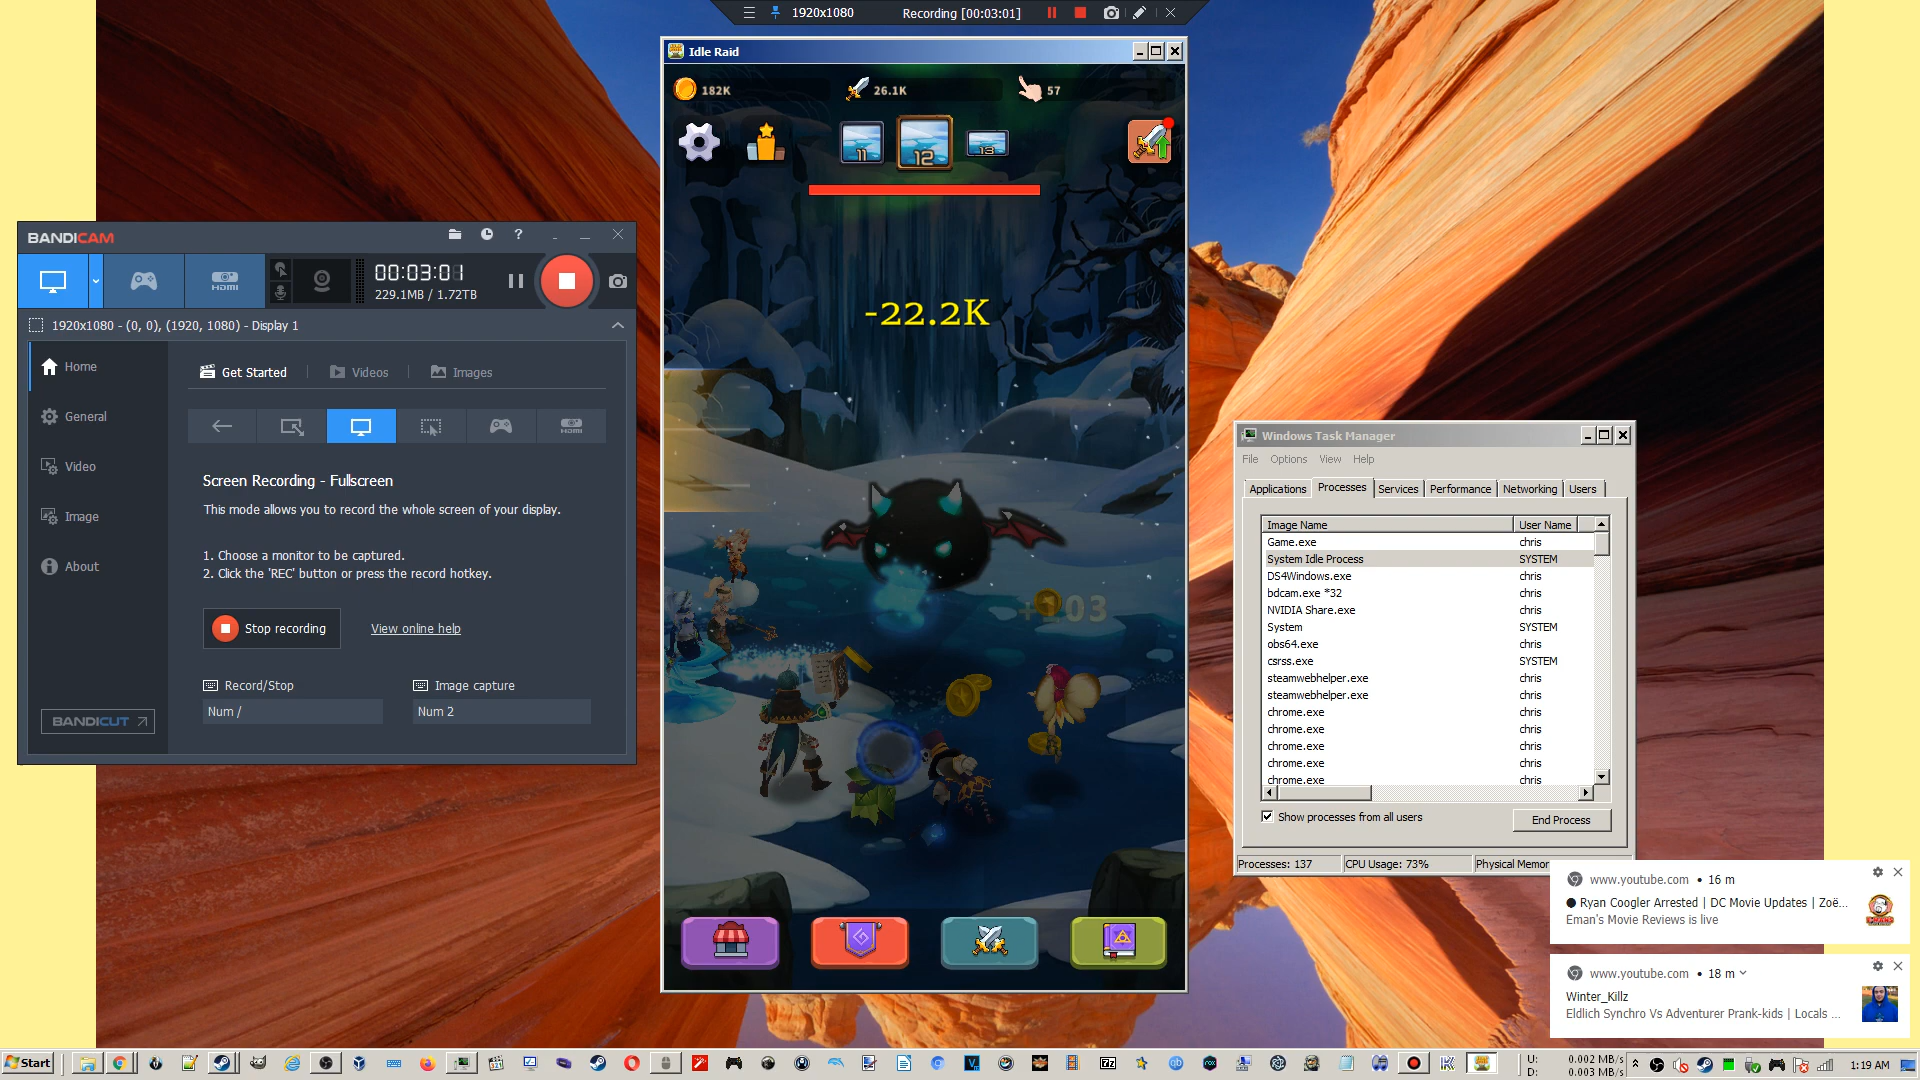 1920x1080
Recording [00:03:01]
Idle Raid
182K
26.1K
57
11
12
13
-22.2K
+103
BANDICAM
?
HDMI
00:03:01
229.1MB / 1.72TB
1920x1080 - (0, 0), (1920, 1080) - Display 1
Home
General
Video
Image
About
BANDICUT
Get Started
Videos
Images
HDMI
Screen Recording - Fullscreen
This mode allows you to record the whole screen of your display.
1. Choose a monitor to be captured.
2. Click the 'REC' button or press the record hotkey.
Stop recording
View online help
Record/Stop
Image capture
Num /
Num 2
Windows Task Manager
File Options View Help
Applications Processes Services Performance Networking Users
Image Name User Name
Game.exe chris
System Idle Process SYSTEM
DS4Windows.exe chris
bdcam.exe *32 chris
NVIDIA Share.exe chris
System SYSTEM
obs64.exe chris
csrss.exe SYSTEM
steamwebhelper.exe chris
steamwebhelper.exe chris
chrome.exe chris
chrome.exe chris
chrome.exe chris
chrome.exe chris
chrome.exe chris
Show processes from all users
End Process
Processes: 137 CPU Usage: 73% Physical Memor
www.youtube.com • 16 m
Ryan Coogler Arrested | DC Movie Updates | Zoë...
Eman's Movie Reviews is live
www.youtube.com • 18 m
Winter_Killz
Eldlich Synchro Vs Adventurer Prank-kids | Locals ...
Start
U: 0.002 MB/s
D: 0.003 MB/s
1:19 AM